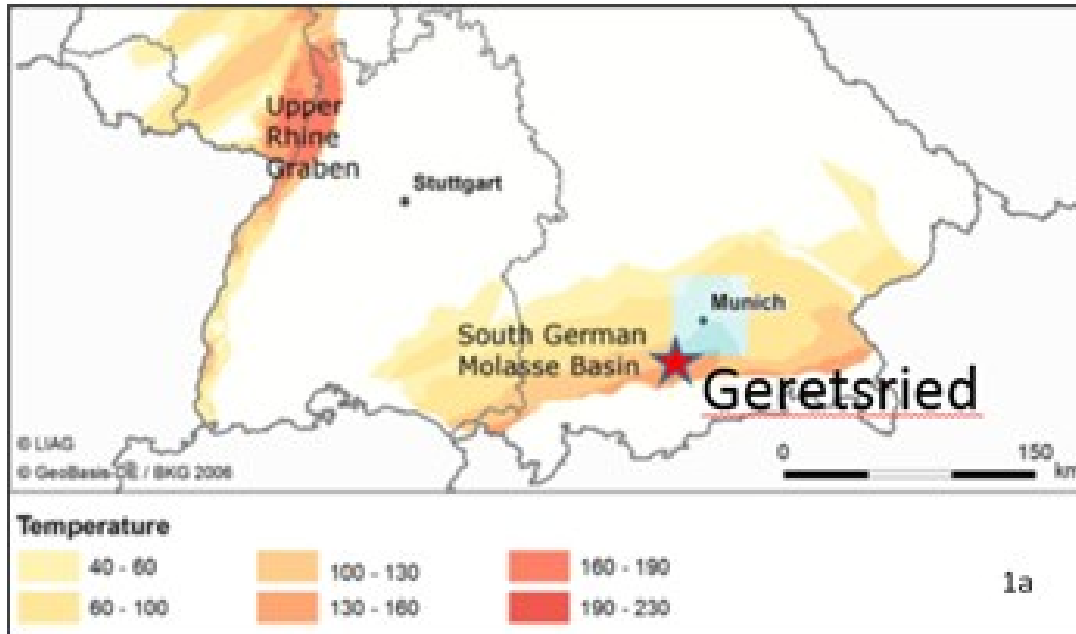 Upper
Rhine
Graben
Stuttgart
Munich
South German
Molasse Basin
Geretsried
© LIAG
© GeoBasis-DE / BKG 2006
0 150
km
Temperature
40 - 60
100 - 130
160 - 190
60 - 100
130 - 160
190 - 230
1a